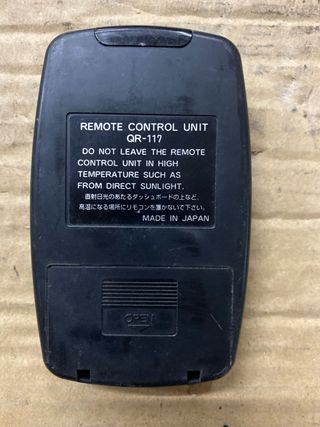 REMOTE CONTROL UNIT
QR-117
DO NOT LEAVE THE REMOTE
CONTROL UNIT IN HIGH
TEMPERATURE SUCH AS
FROM DIRECT SUNLIGHT.
直射日光のあたるダッシュボードの上など、
高温になる場所にリモコンを置かないで下さい。
MADE IN JAPAN
OPEN